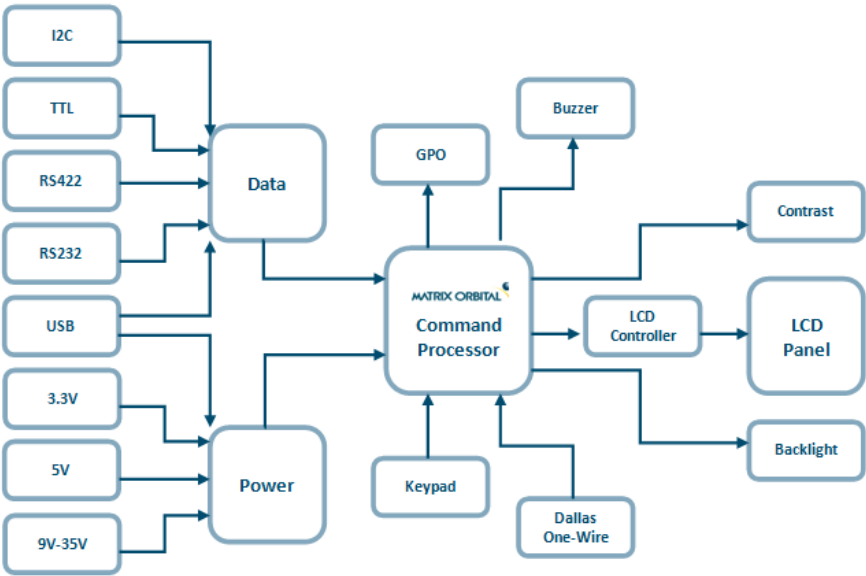 I2C
TTL
RS422
RS232
USB
3.3V
5V
9V-35V
Data
Power
GPO
Buzzer
MATRIX ORBITAL
Command
Processor
Keypad
Dallas
One-Wire
Contrast
LCD
Controller
LCD
Panel
Backlight